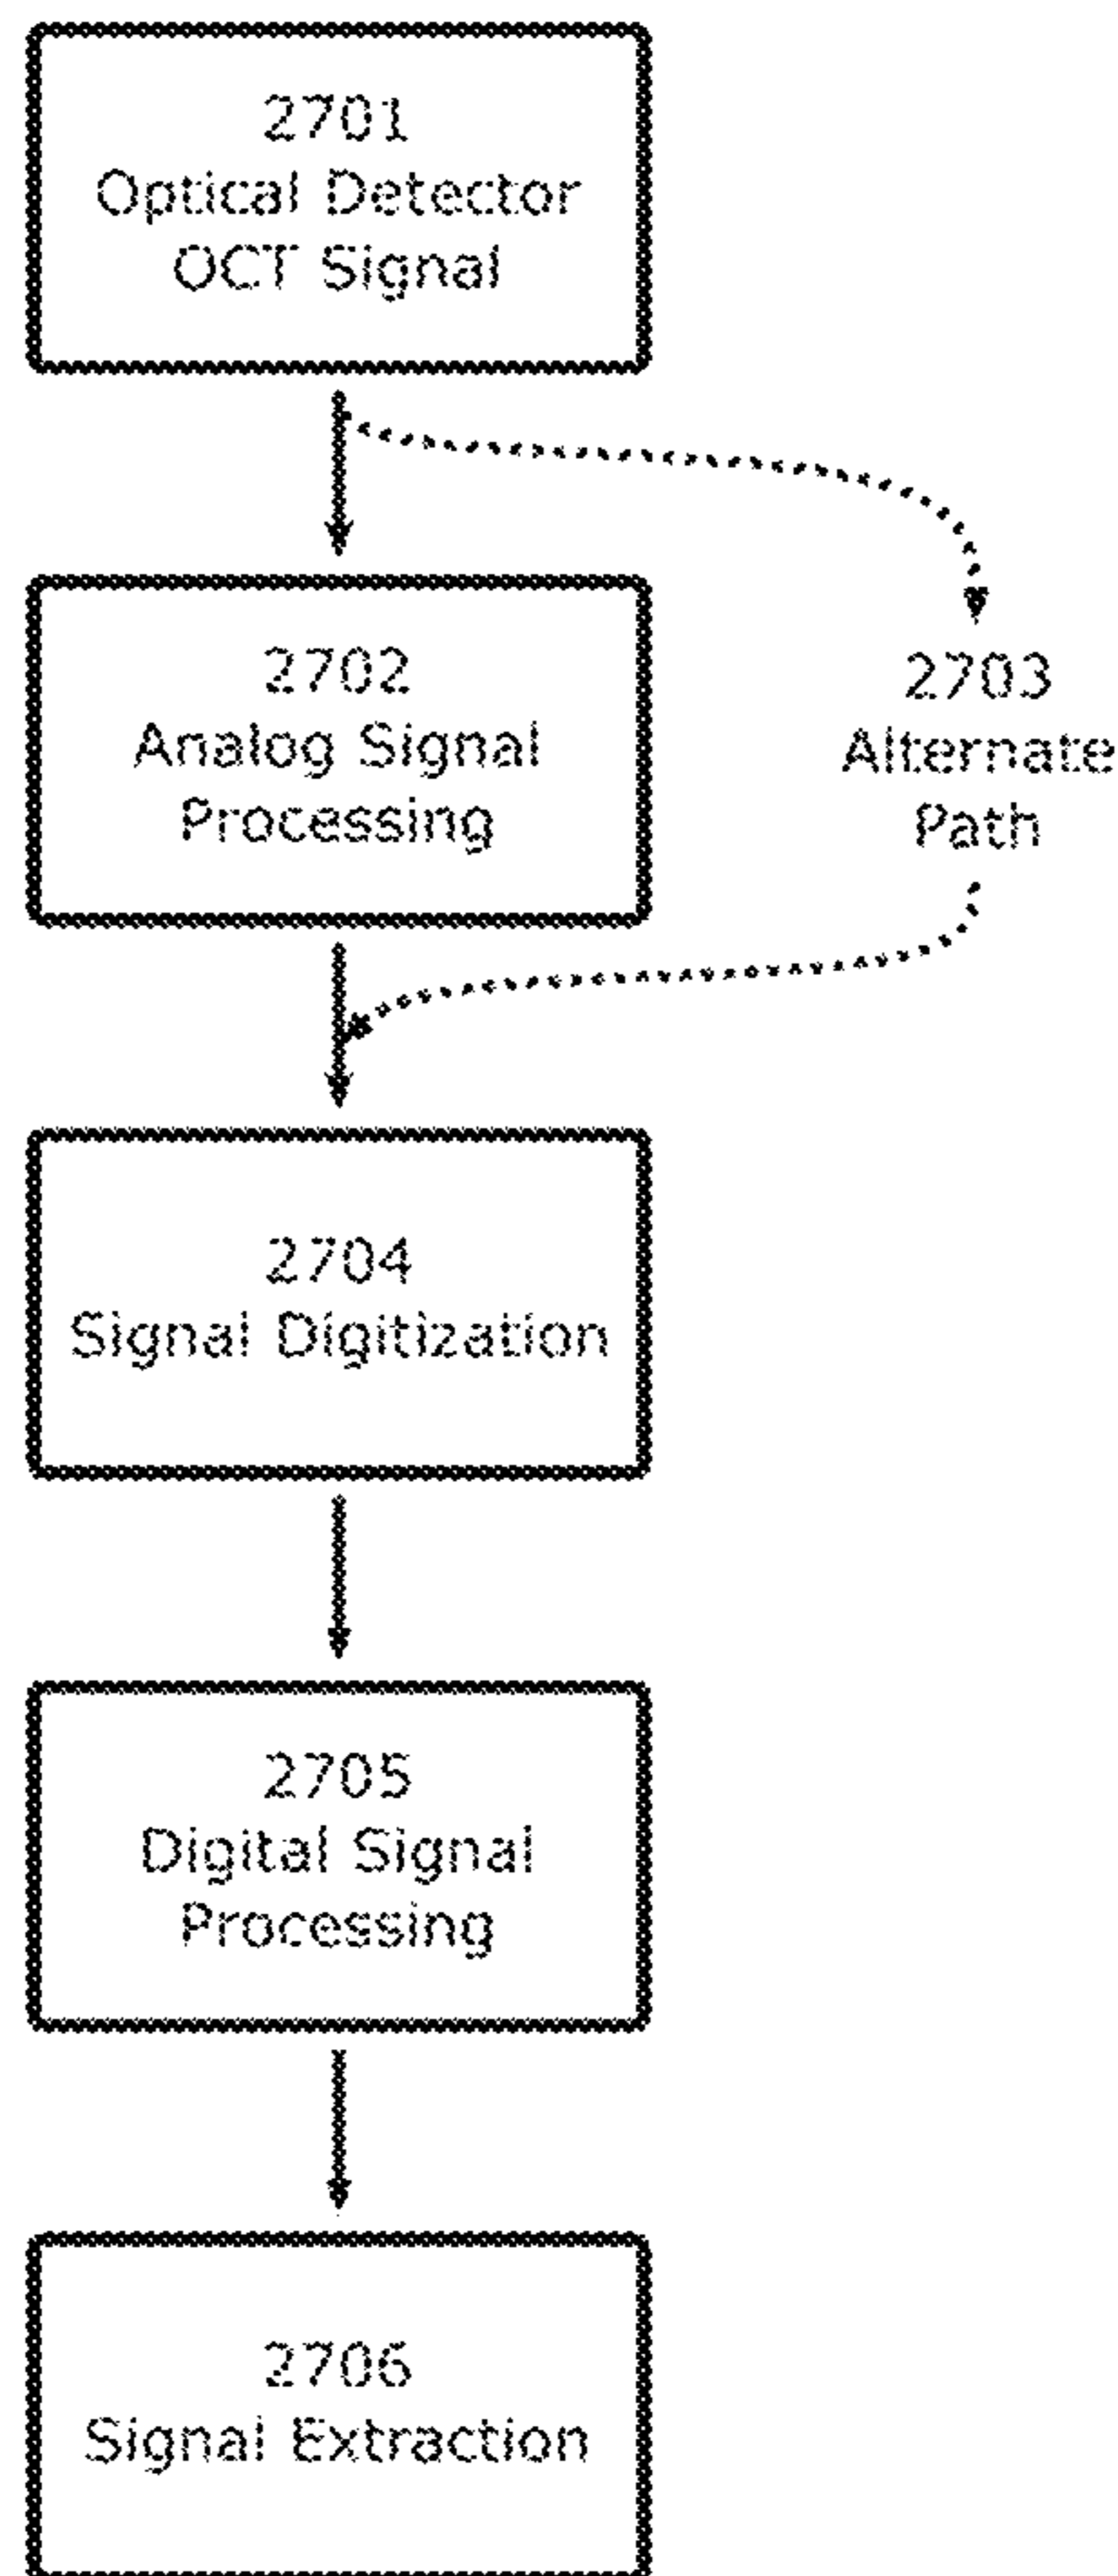 2701
Optical Detector
OCT Signal
2702
Analog Signal
Processing
2703
Alternate
Path
2704
Signal Digitization
2705
Digital Signal
Processing
2706
Signal Extraction